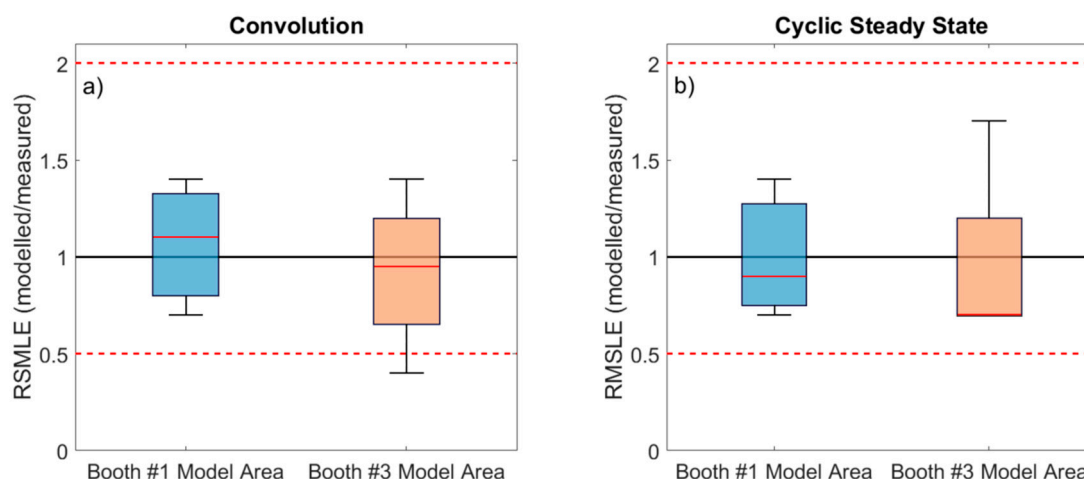 Convolution
RSMLE (modelled/measured)
2
1.5
1
0.5
0
a)
Booth #1 Model Area
Booth #3 Model Area
Cyclic Steady State
RMSLE (modelled/measured)
2
1.5
1
0.5
0
b)
Booth #1 Model Area
Booth #3 Model Area